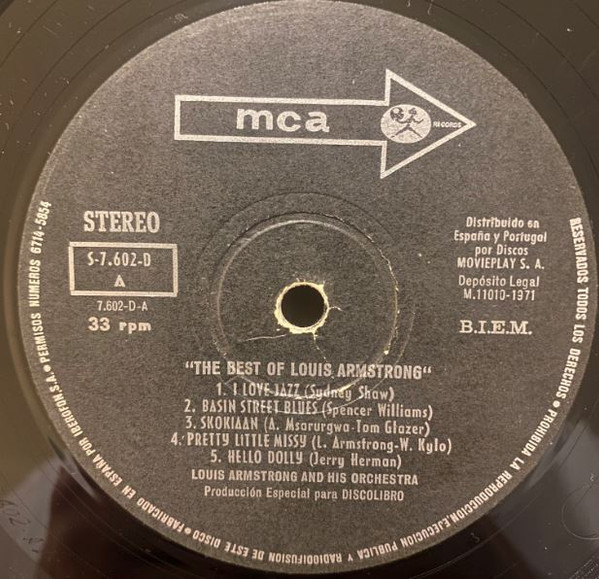 mca
RECORDS
STEREO
S-7.602-D
A
7.602-D-A
33 rpm
Distribuido en
España y Portugal
por Discos
MOVIEPLAY S. A.
Depósito Legal
M.11010-1971
B.I.E.M.
"THE BEST OF LOUIS ARMSTRONG"
1. I LOVE JAZZ (Sydney Shaw)
2. BASIN STREET BLUES (Spencer Williams)
3. SKOKIAAN (A. Msarurgwa-Tom Glazer)
4. PRETTY LITTLE MISSY (L. Armstrong-W. Kylo)
5. HELLO DOLLY (Jerry Herman)
LOUIS ARMSTRONG AND HIS ORCHESTRA
Producción Especial para DISCOLIBRO
RESERVADOS TODOS LOS DERECHOS • PROHIBIDA LA REPRODUCCION,EJECUCION PUBLICA Y RADIODIFUSION DE ESTE DISCO • FABRICADO EN ESPAÑA POR IBEROFON S.A. • PERMISOS NUMEROS 6714-5854